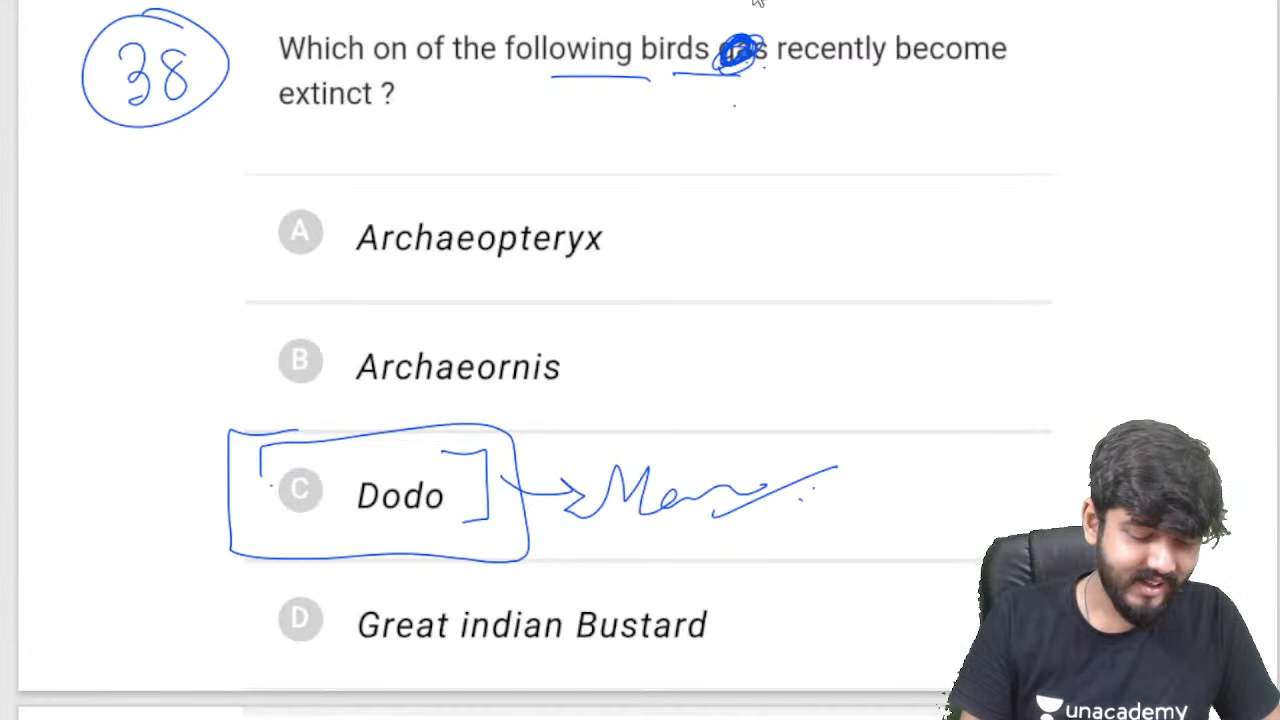 38
Which on of the following birds recently become
extinct ?
A Archaeopteryx
B Archaeornis
C Dodo
D Great indian Bustard
unacademy